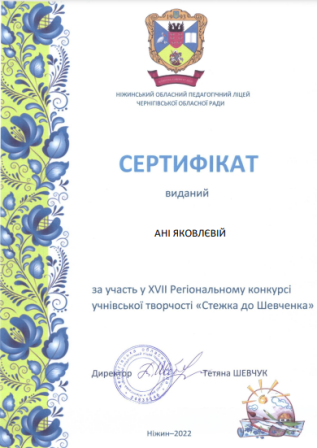 НІЖИНСЬКИЙ ОБЛАСНИЙ ПЕДАГОГІЧНИЙ ЛІЦЕЙ
ЧЕРНІГІВСЬКОЇ ОБЛАСНОЇ РАДИ
СЕРТИФІКАТ
виданий
АНІ ЯКОВЛЄВІЙ
за участь у XVII Регіональному конкурсі
учнівської творчості «Стежка до Шевченка»
Директор Тетяна ШЕВЧУК
Ніжин–2022